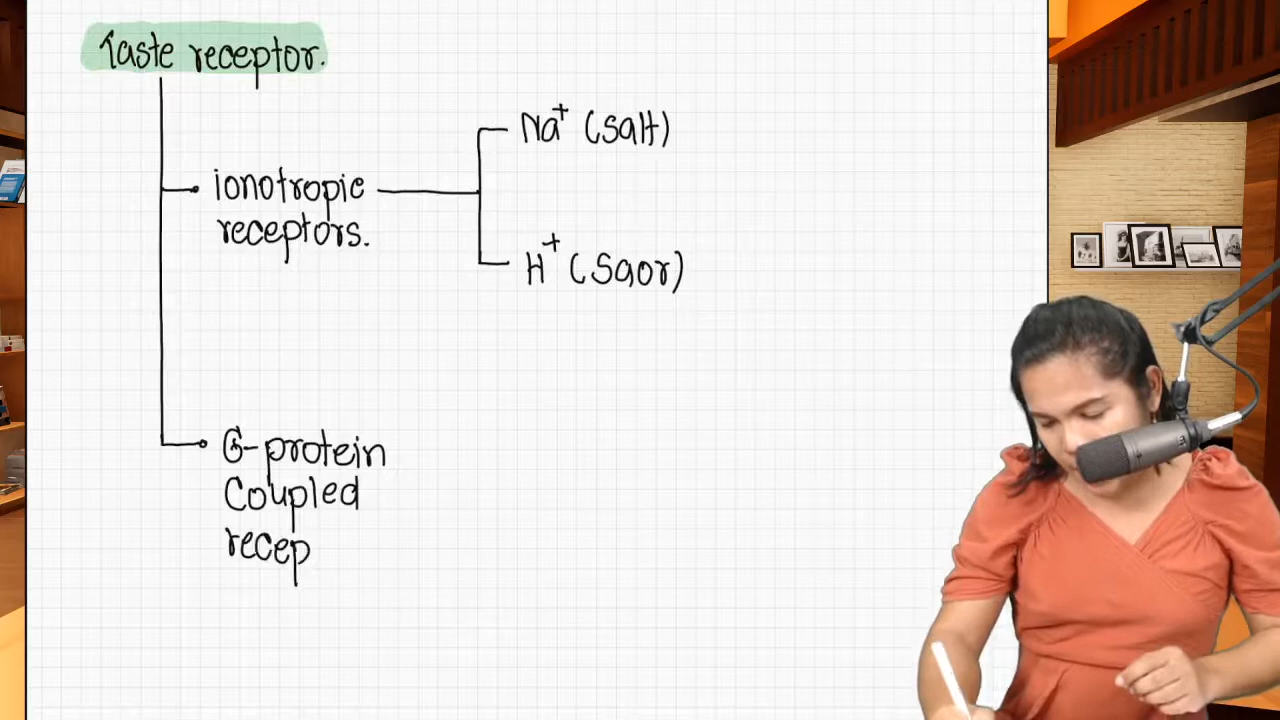 Taste receptor.
Na⁺ (Salt)
ionotropic
receptors.
H⁺ (Saor)
G-protein
Coupled
recep